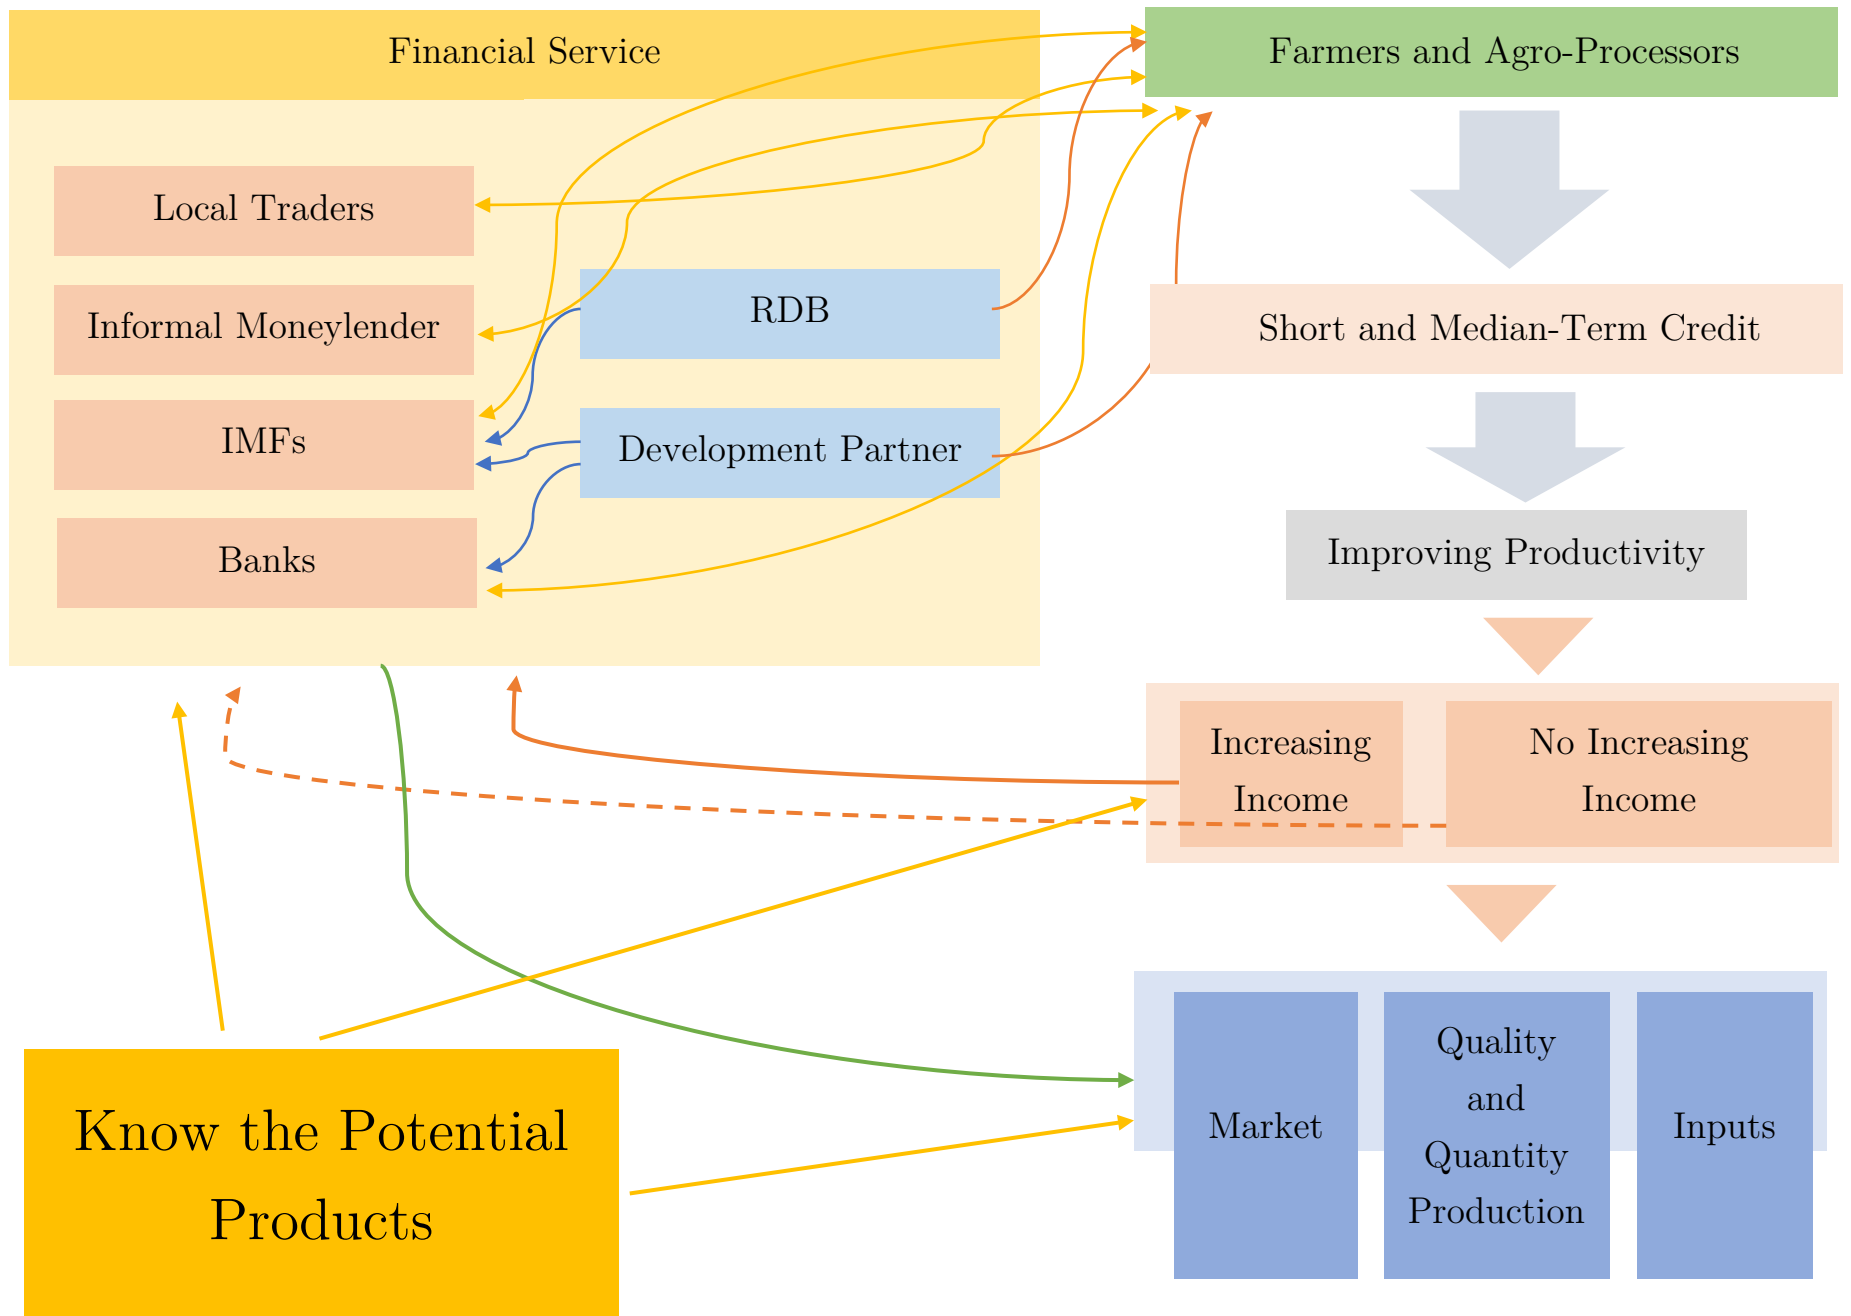 Financial Service
Farmers and Agro-Processors
Local Traders
Informal Moneylender
IMFs
Banks
RDB
Development Partner
Short and Median-Term Credit
Improving Productivity
Increasing
Income
No Increasing
Income
Know the Potential
Products
Market
Quality
and
Quantity
Production
Inputs